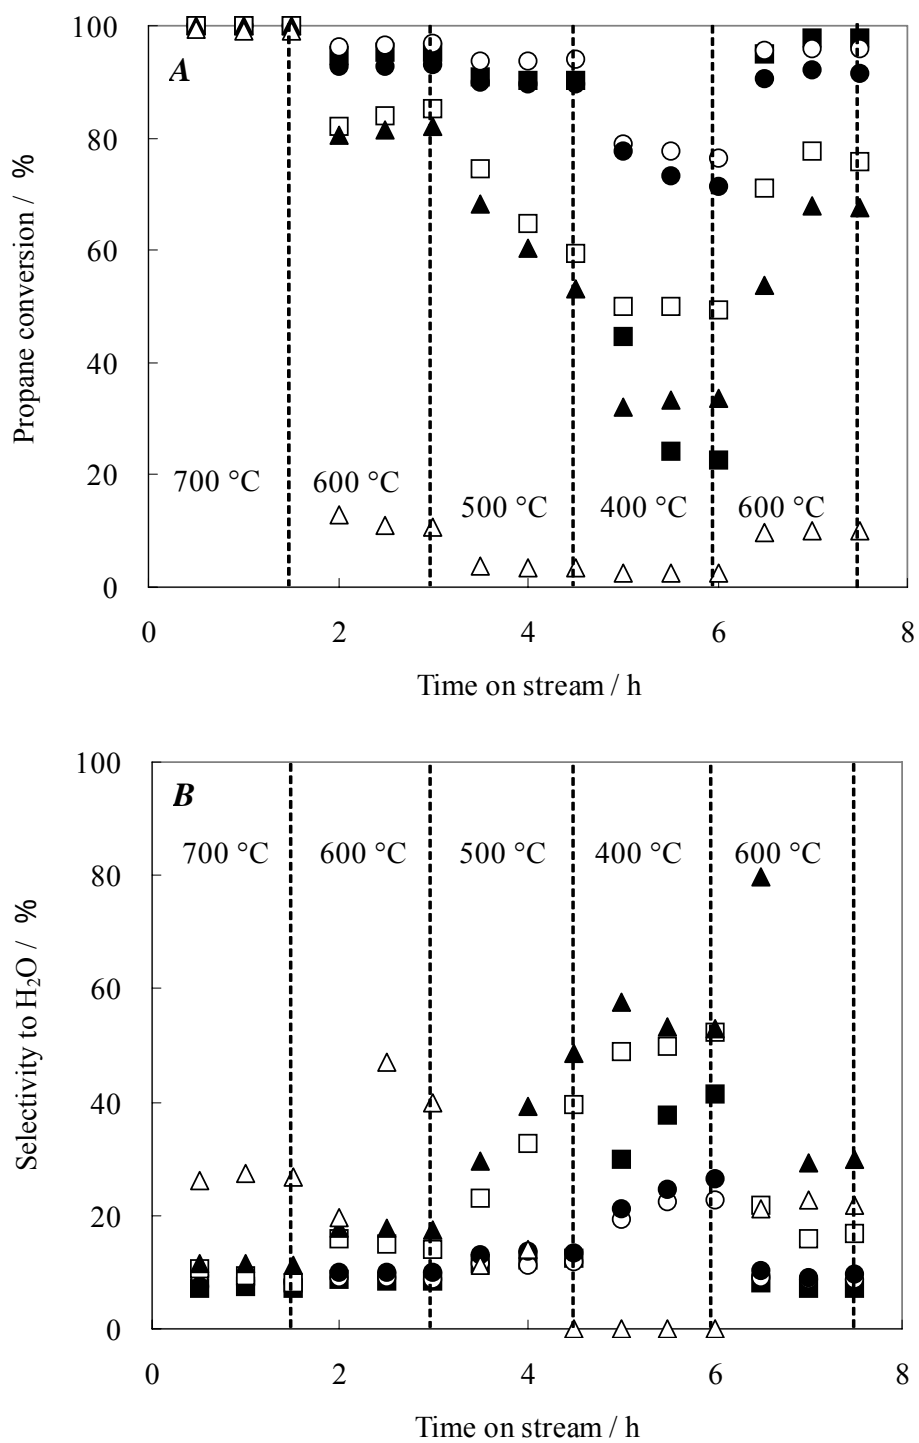 100
A
80
60
40
20
0
Propane conversion / %
700 °C
600 °C
500 °C
400 °C
600 °C
0
2
4
6
8
Time on stream / h
100
B
80
60
40
20
0
Selectivity to H₂O / %
700 °C
600 °C
500 °C
400 °C
600 °C
0
2
4
6
8
Time on stream / h